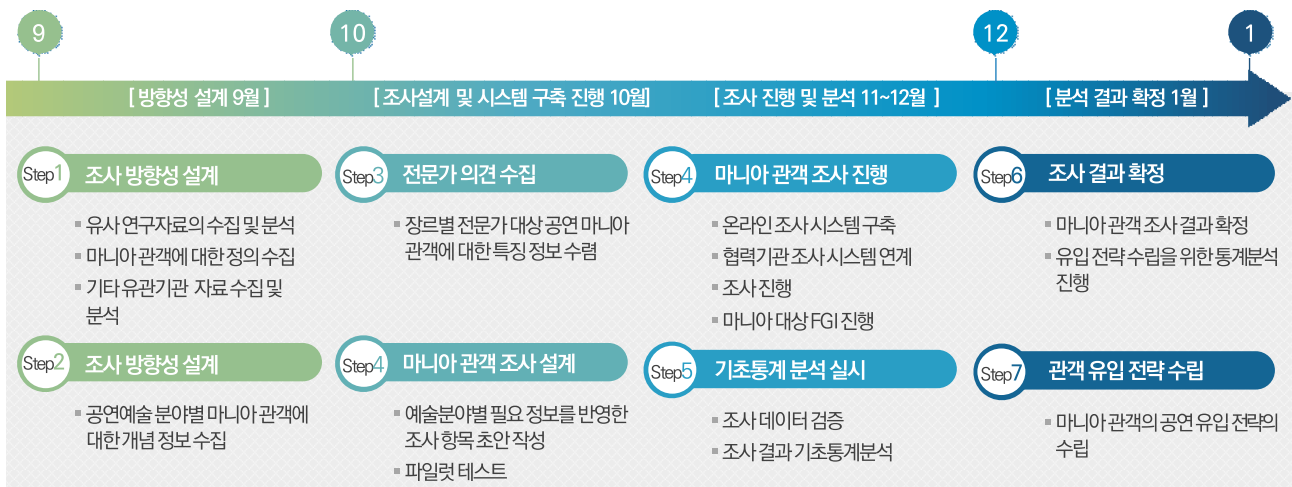 9
10
12
1
[ 방향성 설계 9월 ]
[ 조사설계 및 시스템 구축 진행 10월]
[ 조사 진행 및 분석 11~12월 ]
[ 분석 결과 확정 1월 ]
Step1 조사 방향성 설계
▪ 유사 연구자료의 수집 및 분석
▪ 마니아 관객에 대한 정의 수집
▪ 기타 유관기관 자료 수집 및
분석
Step2 조사 방향성 설계
▪ 공연예술 분야별 마니아 관객에
대한 개념 정보 수집
Step3 전문가 의견 수집
▪ 장르별 전문가 대상 공연 마니아
관객에 대한 특징 정보 수렴
Step4 마니아 관객 조사 설계
▪ 예술분야별 필요 정보를 반영한
조사 항목 초안 작성
▪ 파일럿 테스트
Step4 마니아 관객 조사 진행
▪ 온라인 조사 시스템 구축
▪ 협력기관 조사 시스템 연계
▪ 조사 진행
▪ 마니아 대상 FGI 진행
Step5 기초통계 분석 실시
▪ 조사 데이터 검증
▪ 조사 결과 기초통계분석
Step6 조사 결과 확정
▪ 마니아 관객 조사 결과 확정
▪ 유입 전략 수립을 위한 통계분석
진행
Step7 관객 유입 전략 수립
▪ 마니아 관객의 공연 유입 전략의
수립